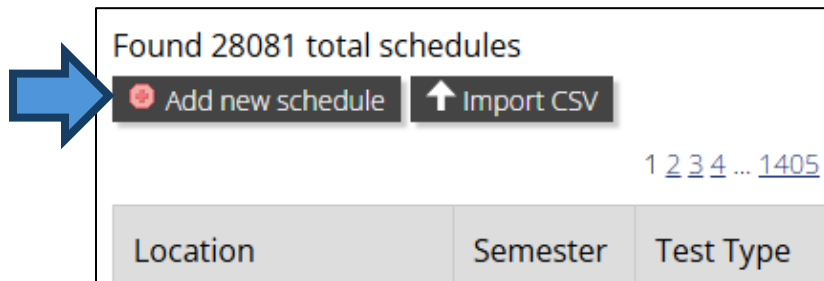 Found 28081 total schedules
Add new schedule Import CSV
1 2 3 4 ... 1405
Location Semester Test Type